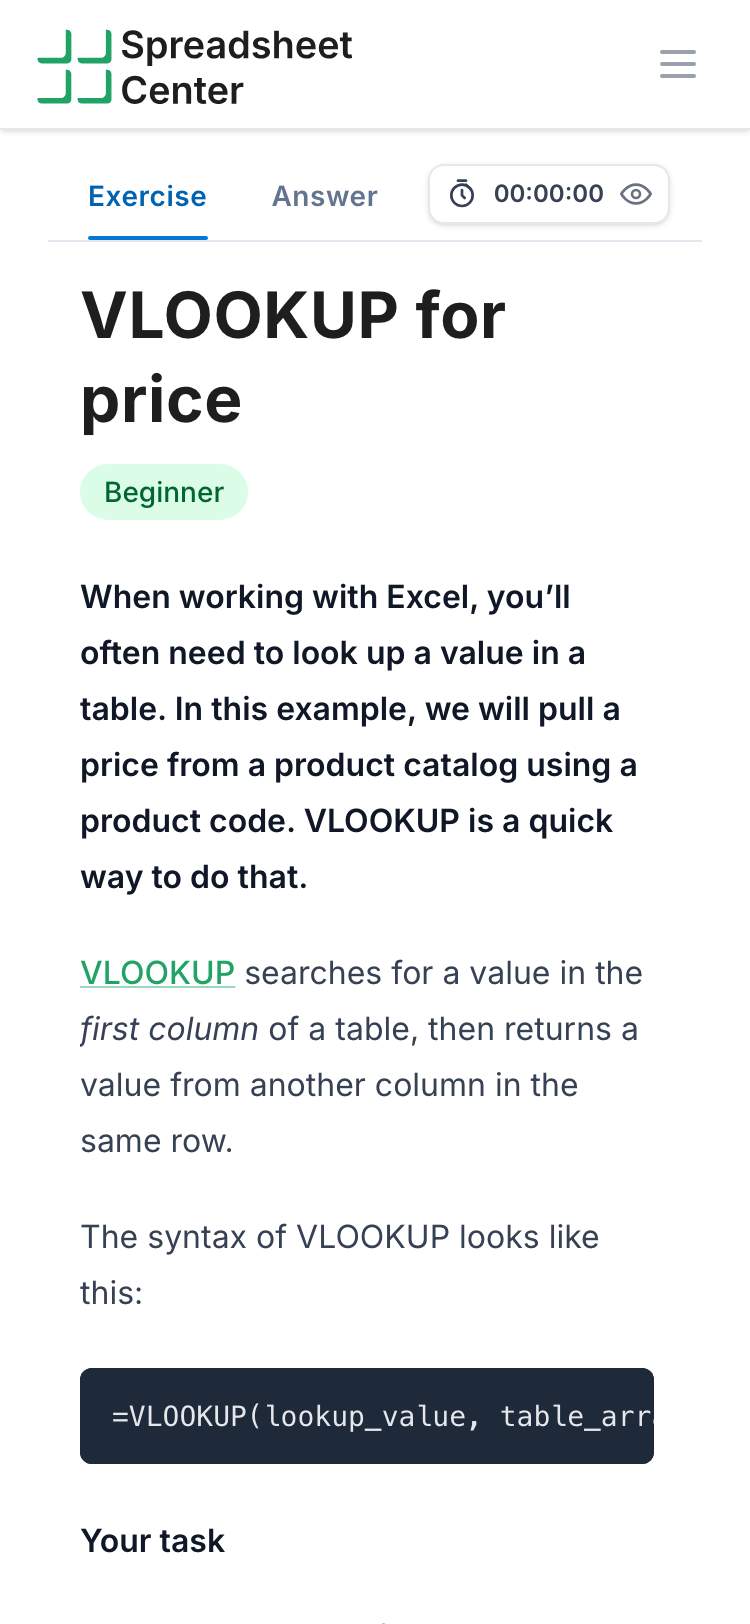 Spreadsheet
Center
Exercise
Answer
00:00:00
VLOOKUP for
price
Beginner
When working with Excel, you’ll
often need to look up a value in a
table. In this example, we will pull a
price from a product catalog using a
product code. VLOOKUP is a quick
way to do that.
VLOOKUP searches for a value in the
first column of a table, then returns a
value from another column in the
same row.
The syntax of VLOOKUP looks like
this:
=VLOOKUP(lookup_value, table_arr
Your task